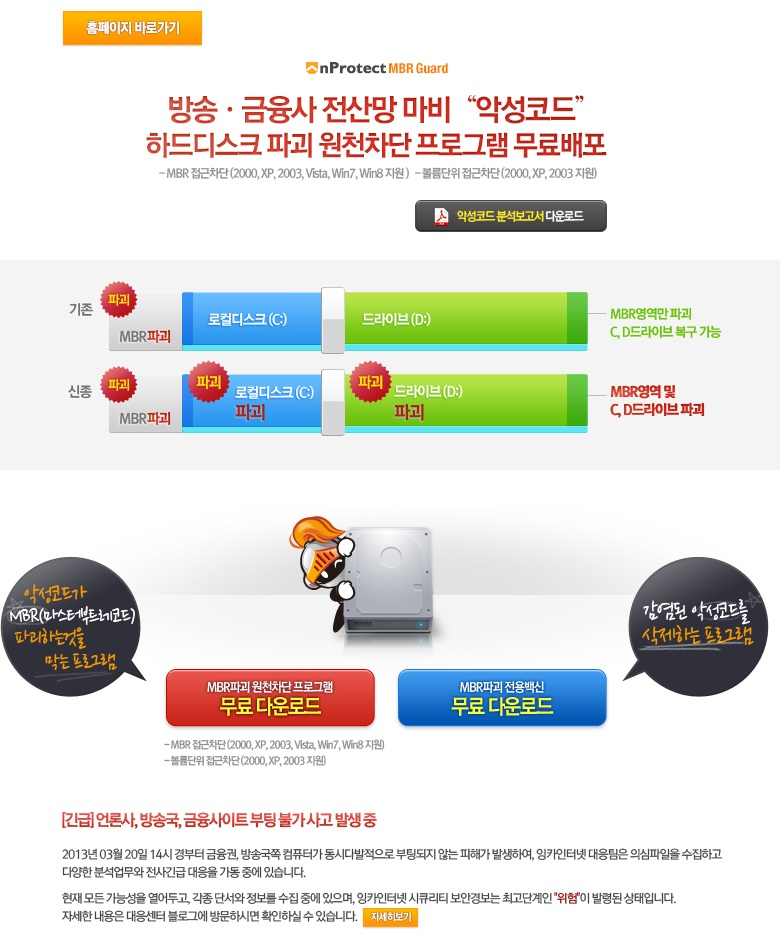 홈페이지 바로가기
nProtect MBR Guard
방송 · 금융사 전산망 마비 “악성코드”
하드디스크 파괴 원천차단 프로그램 무료배포
- MBR 접근차단 (2000, XP, 2003, Vista, Win7, Win8 지원 ) - 볼륨단위 접근차단 (2000, XP, 2003 지원)
악성코드 분석보고서 다운로드
기존
파괴
MBR파괴
로컬디스크 (C:)
드라이브 (D:)
MBR영역만 파괴
C, D드라이브 복구 가능
신종
파괴
MBR파괴
파괴
로컬디스크 (C:)
파괴
파괴
드라이브 (D:)
파괴
MBR영역 및
C, D드라이브 파괴
악성코드가
MBR(마스터부트레코드)
파괴하는것을
막는 프로그램
감염된 악성코드를
삭제하는 프로그램
MBR파괴 원천차단 프로그램
무료 다운로드
MBR파괴 전용백신
무료 다운로드
- MBR 접근차단 (2000, XP, 2003, Vista, Win7, Win8 지원)
- 볼륨단위 접근차단 (2000, XP, 2003 지원)
[긴급] 언론사, 방송국, 금융사이트 부팅 불가 사고 발생 중
2013년 03월 20일 14시 경부터 금융권, 방송국쪽 컴퓨터가 동시다발적으로 부팅되지 않는 피해가 발생하여, 잉카인터넷 대응팀은 의심파일을 수집하고
다양한 분석업무와 전사긴급 대응을 가동 중에 있습니다.
현재 모든 가능성을 열어두고, 각종 단서와 정보를 수집 중에 있으며, 잉카인터넷 시큐리티 보안경보는 최고단계인 "위험"이 발령된 상태입니다.
자세한 내용은 대응센터 블로그에 방문하시면 확인하실 수 있습니다. 자세히보기